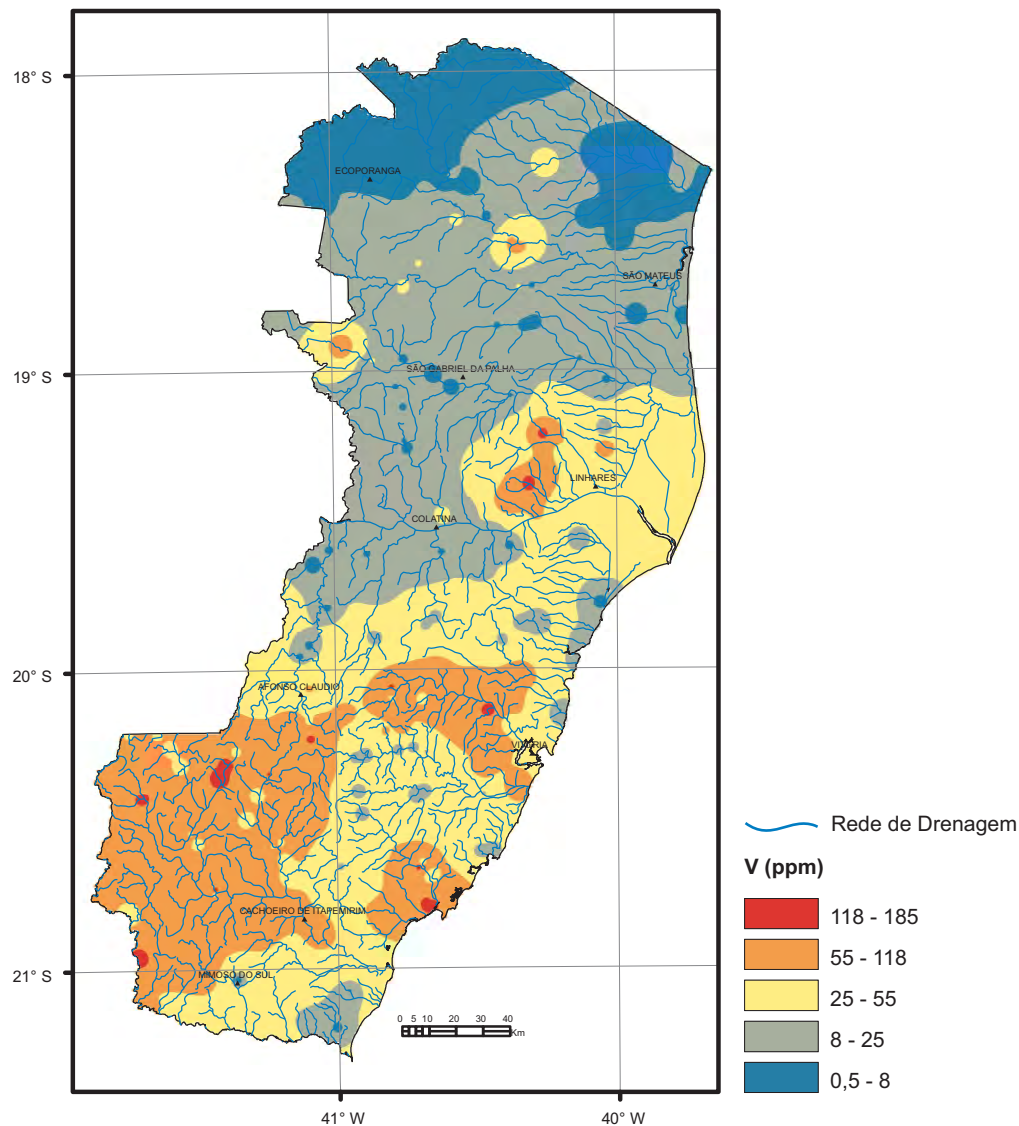 18° S
ECOPORANGA
SÃO MATEUS
19° S
SÃO GABRIEL DA PALHA
LINHARES
COLATINA
20° S
AFONSO CLAUDIO
VITÓRIA
Rede de Drenagem
V (ppm)
118 - 185
CACHOEIRO DE ITAPEMIRIM
55 - 118
21° S
MIMOSO DO SUL
25 - 55
0 5 10 20 30 40
Km
8 - 25
0,5 - 8
41° W
40° W